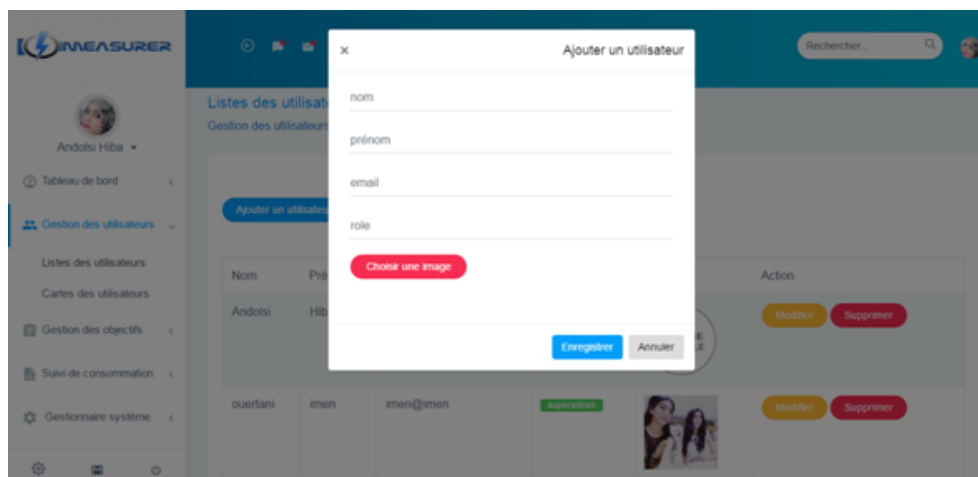 IMEASURER
Rechercher...
Andolsi Hiba
Tableau de bord
Gestion des utilisateurs
Listes des utilisateurs
Cartes des utilisateurs
Gestion des objectifs
Suivi de consommation
Gestionnaire système
Listes des utilisat
Gestion des utilisateurs
Ajouter un utilisateu
Ajouter un utilisateur
nom
prénom
email
role
Choisir une image
Enregistrer Annuler
Nom Pré Action
Andolsi Hib Modifier Supprimer
ouertani imen imen@imen superadmin Modifier Supprimer